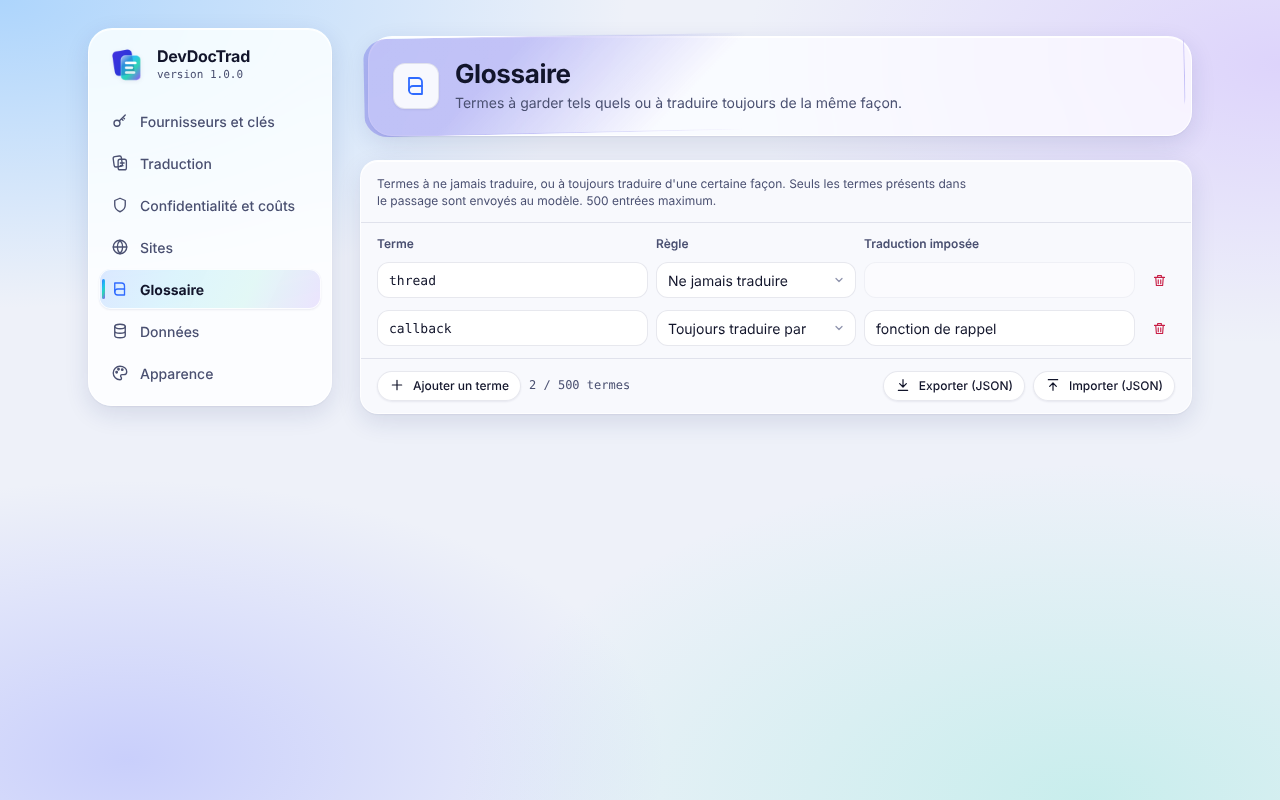 DevDocTrad
version 1.0.0
Fournisseurs et clés
Traduction
Confidentialité et coûts
Sites
Glossaire
Données
Apparence
Glossaire
Termes à garder tels quels ou à traduire toujours de la même façon.
Termes à ne jamais traduire, ou à toujours traduire d'une certaine façon. Seuls les termes présents dans
le passage sont envoyés au modèle. 500 entrées maximum.
Terme Règle Traduction imposée
thread Ne jamais traduire
callback Toujours traduire par fonction de rappel
Ajouter un terme 2 / 500 termes Exporter (JSON) Importer (JSON)